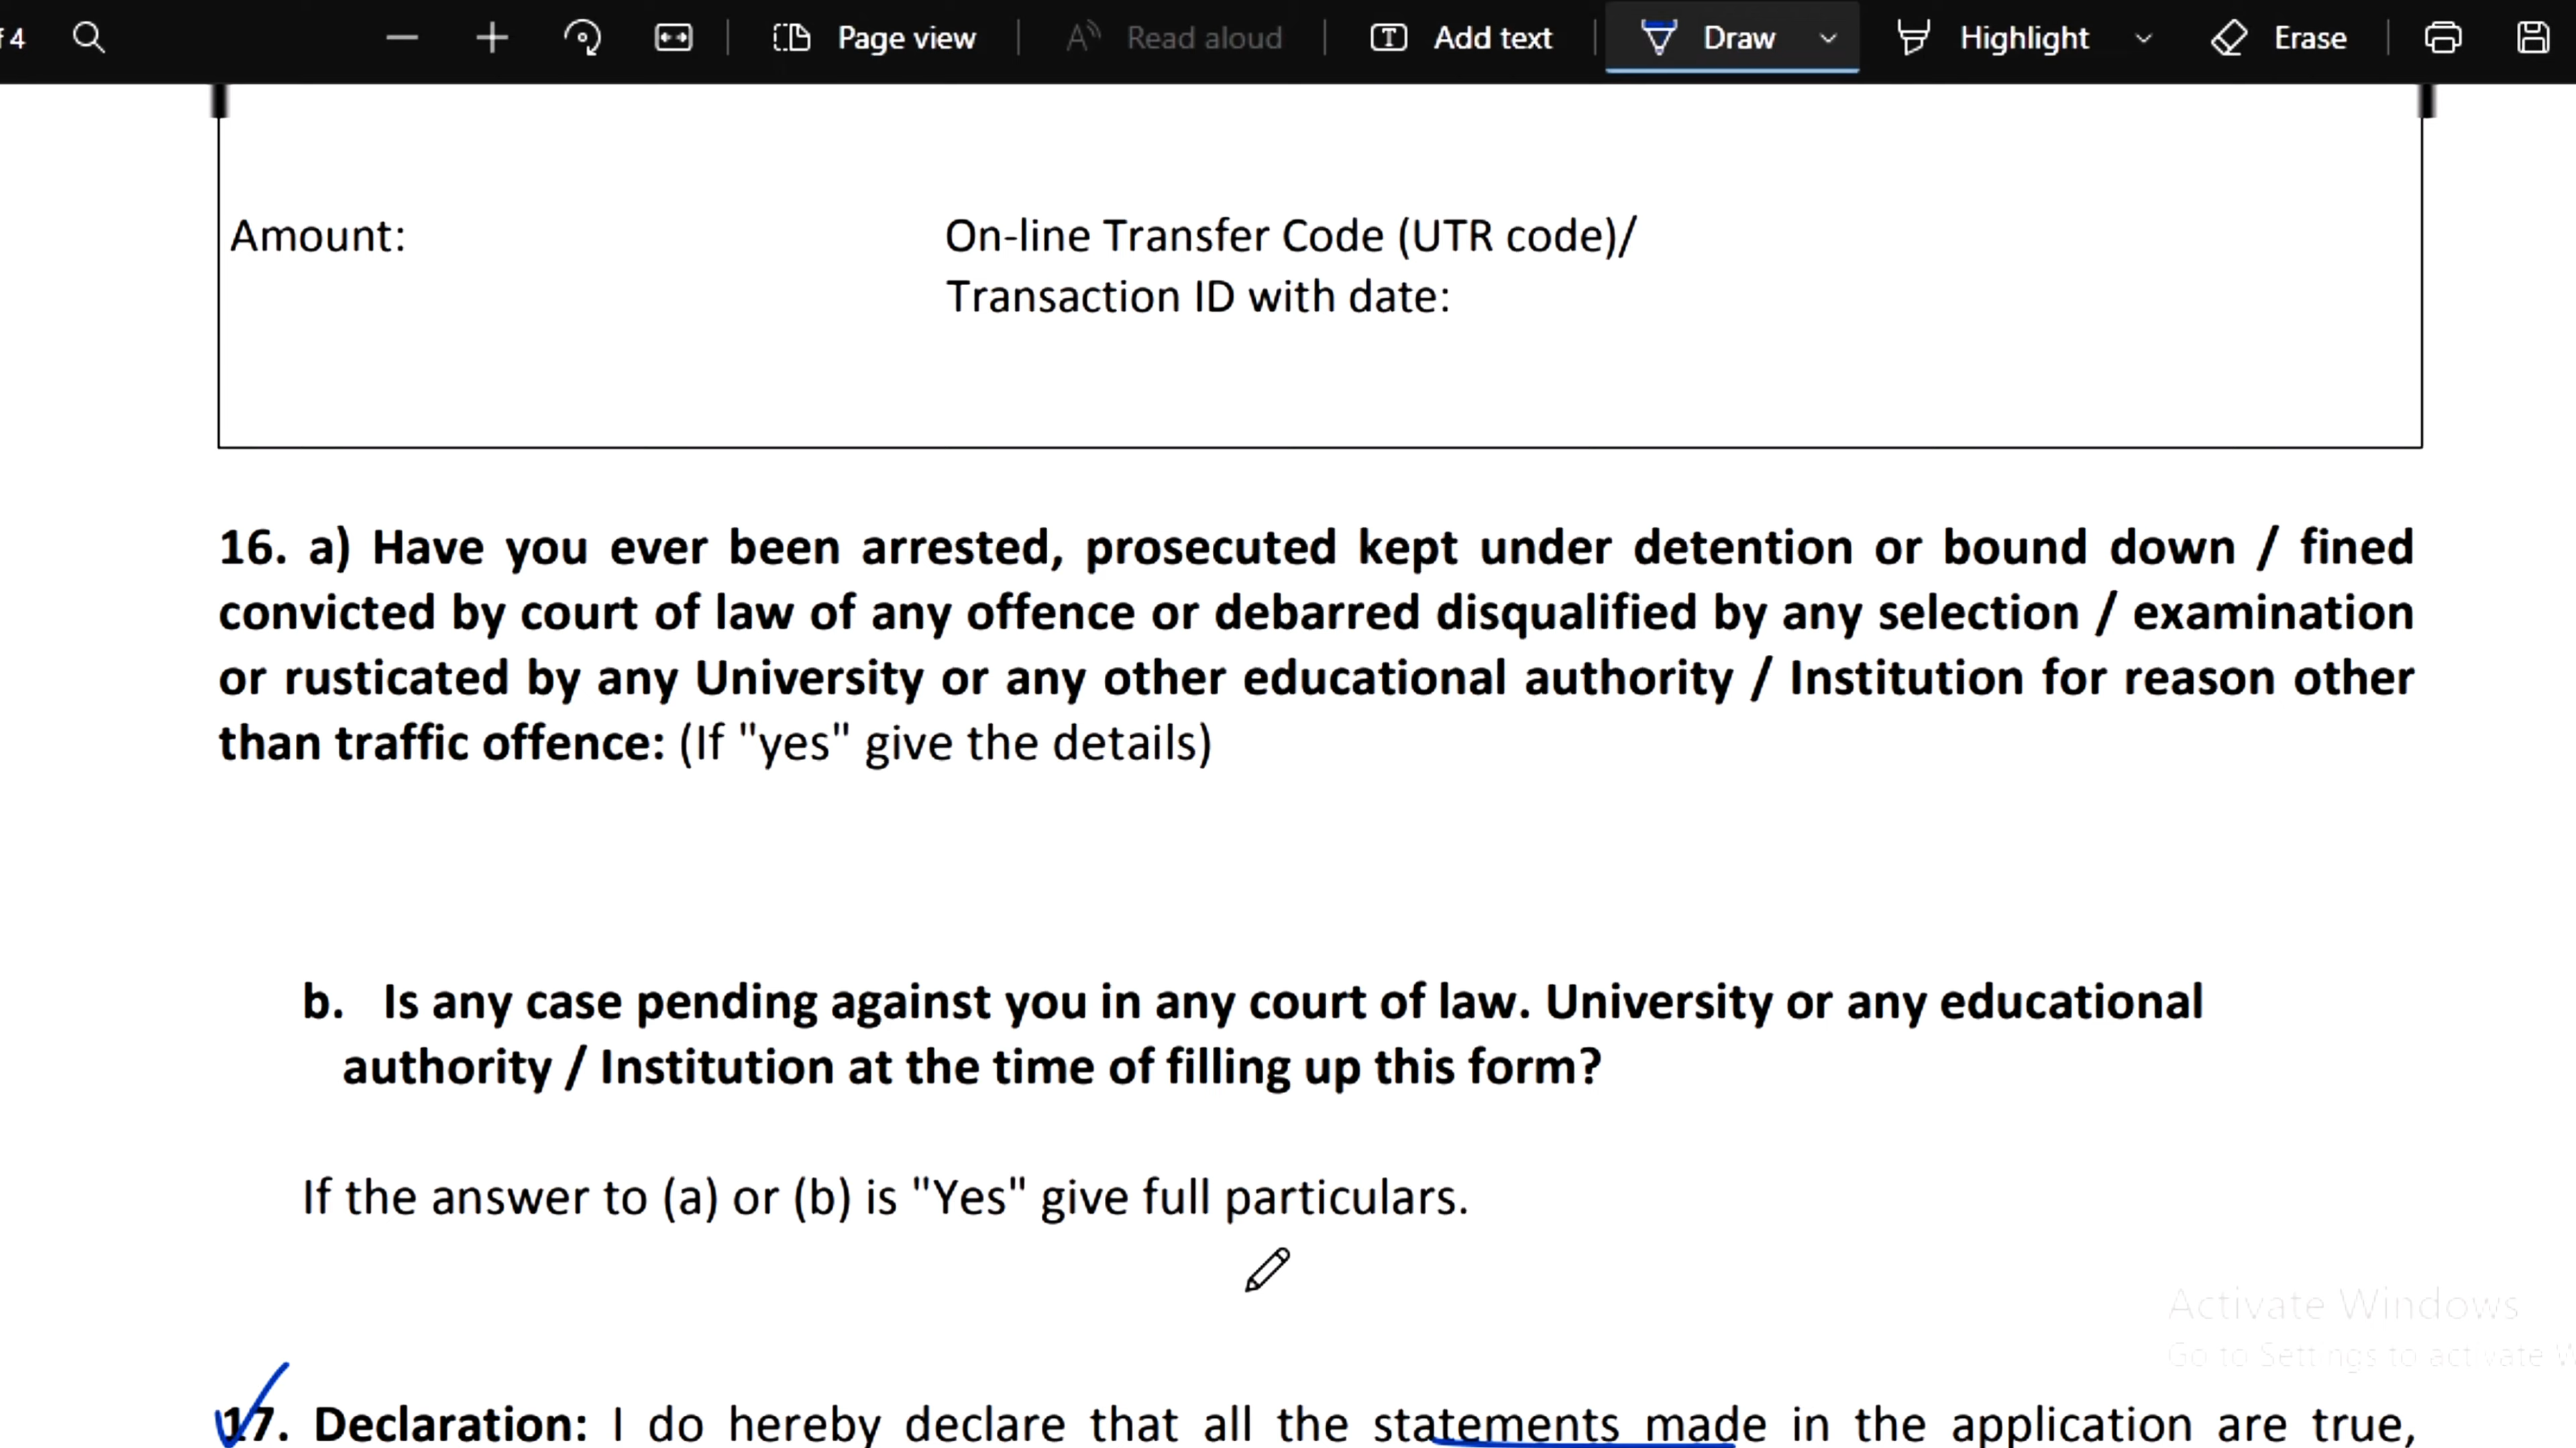 f 4
Page view
Read aloud
Add text
Draw
Highlight
Erase
Amount:
On-line Transfer Code (UTR code)/
Transaction ID with date:
16. a) Have you ever been arrested, prosecuted kept under detention or bound down / fined
convicted by court of law of any offence or debarred disqualified by any selection / examination
or rusticated by any University or any other educational authority / Institution for reason other
than traffic offence: (If "yes" give the details)
b. Is any case pending against you in any court of law. University or any educational
authority / Institution at the time of filling up this form?
If the answer to (a) or (b) is "Yes" give full particulars.
Activate Windows
Go to Settings to activate W
17. Declaration: I do hereby declare that all the statements made in the application are true,